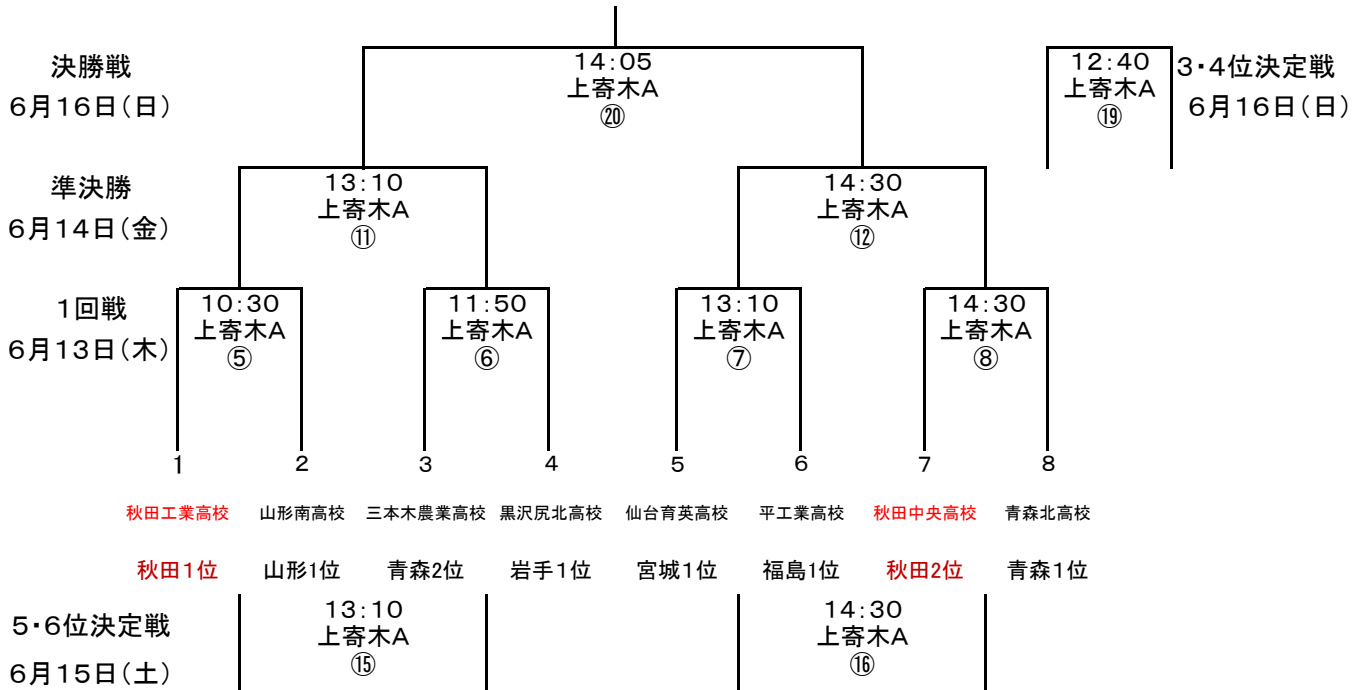 決勝戦
6月16日(日)
14:05
上寄木A
⑳
12:40
上寄木A
⑲
3・4位決定戦
6月16日(日)
準決勝
6月14日(金)
13:10
上寄木A
⑪
14:30
上寄木A
⑫
1回戦
6月13日(木)
10:30
上寄木A
⑤
11:50
上寄木A
⑥
13:10
上寄木A
⑦
14:30
上寄木A
⑧
1 2 3 4 5 6 7 8
秋田工業高校 山形南高校 三本木農業高校 黒沢尻北高校 仙台育英高校 平工業高校 秋田中央高校 青森北高校
秋田1位 山形1位 青森2位 岩手1位 宮城1位 福島1位 秋田2位 青森1位
5・6位決定戦
6月15日(土)
13:10
上寄木A
⑮
14:30
上寄木A
⑯